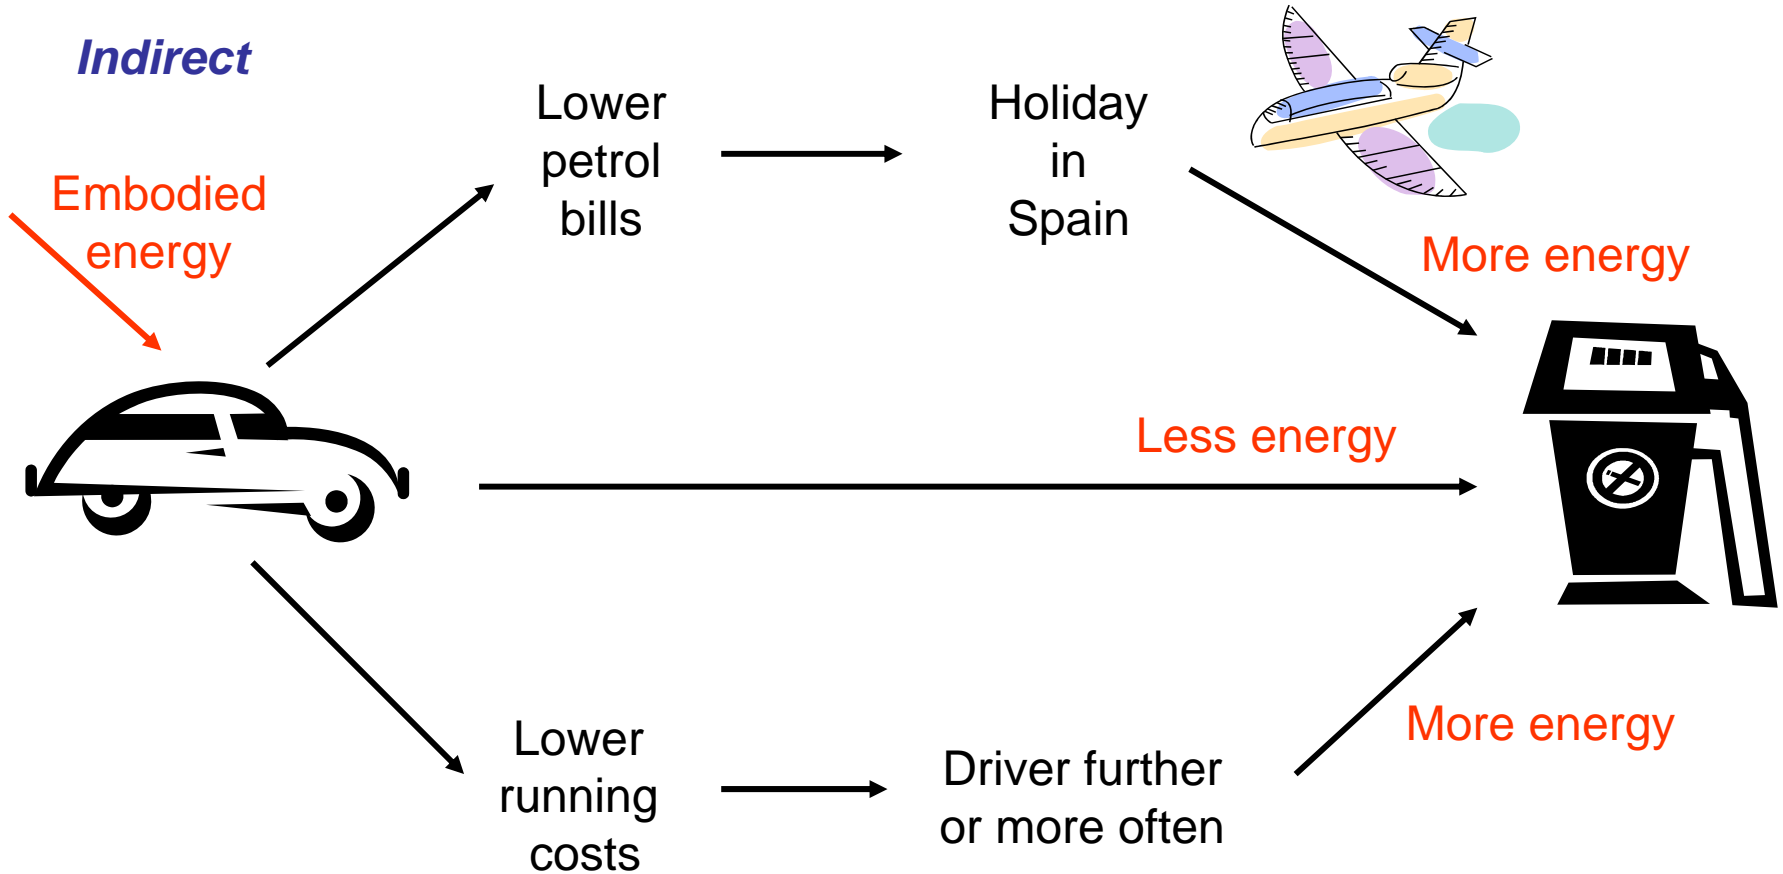 Indirect
Embodied
energy
Lower
petrol
bills
Holiday
in
Spain
More energy
Less energy
Lower
running
costs
Driver further
or more often
More energy